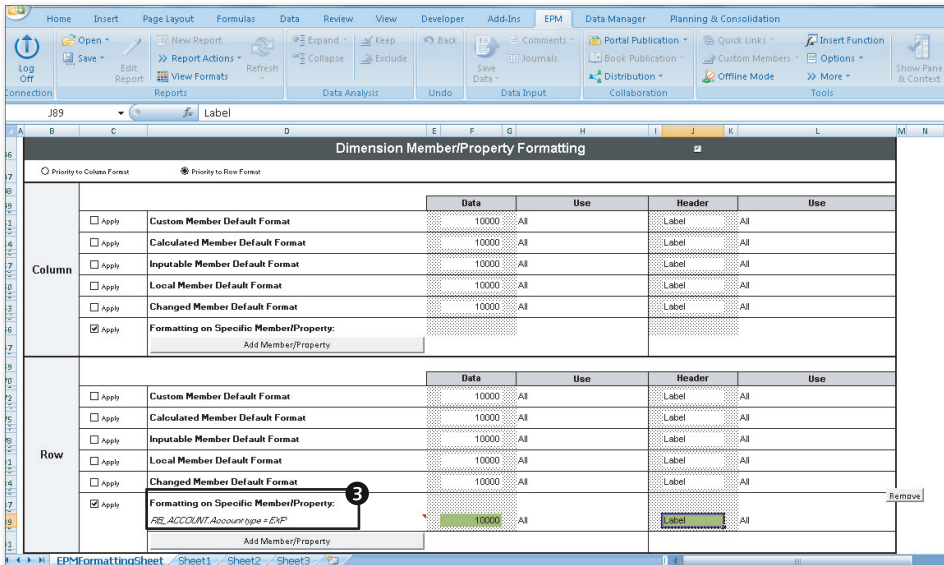 Home Insert Page Layout Formulas Data Review View Developer Add-Ins EPM Data Manager Planning & Consolidation
Open New Report Expand Keep Back Comments Portal Publication Quick Links Insert Function
Save Report Actions Collapse Exclude Journals Book Publication Custom Members Options
Log Off Edit Report View Formats Refresh Save Data Distribution Offline Mode More Show Pane & Context
Connection Reports Data Analysis Undo Data Input Collaboration Tools
J89 fx Label
A B C D E F G H I J K L M N
Dimension Member/Property Formatting
Priority to Column Format Priority to Row Format
Data Use Header Use
Apply Custom Member Default Format 10000 All Label All
Apply Calculated Member Default Format 10000 All Label All
Column
Apply Inputable Member Default Format 10000 All Label All
Apply Local Member Default Format 10000 All Label All
Apply Changed Member Default Format 10000 All Label All
Apply Formatting on Specific Member/Property:
Add Member/Property
Data Use Header Use
Apply Custom Member Default Format 10000 All Label All
Apply Calculated Member Default Format 10000 All Label All
Apply Inputable Member Default Format 10000 All Label All
Row
Apply Local Member Default Format 10000 All Label All
Apply Changed Member Default Format 10000 All Label All
3
Remove
Apply Formatting on Specific Member/Property:
RB_ACCOUNT.Account type = EXP 10000 All Label All
Add Member/Property
EPMFormattingSheet Sheet1 Sheet2 Sheet3